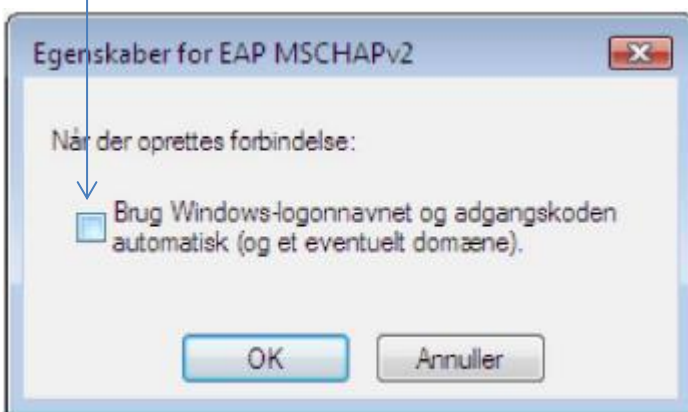 Egenskaber for EAP MSCHAPv2
Når der oprettes forbindelse:
Brug Windows-logonnavnet og adgangskoden
automatisk (og et eventuelt domæne).
OK
Annuller